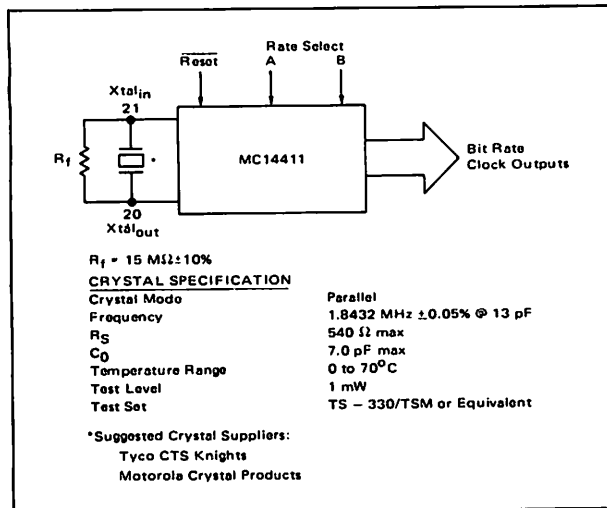 Rate Select
Reset A B
Xtalin
21
Rf * MC14411 Bit Rate
Clock Outputs
20
Xtalout
Rf = 15 MΩ±10%
CRYSTAL SPECIFICATION
Crystal Mode Parallel
Frequency 1.8432 MHz ±0.05% @ 13 pF
RS 540 Ω max
C0 7.0 pF max
Temperature Range 0 to 70°C
Test Level 1 mW
Test Set TS – 330/TSM or Equivalent
*Suggested Crystal Suppliers:
Tyco CTS Knights
Motorola Crystal Products